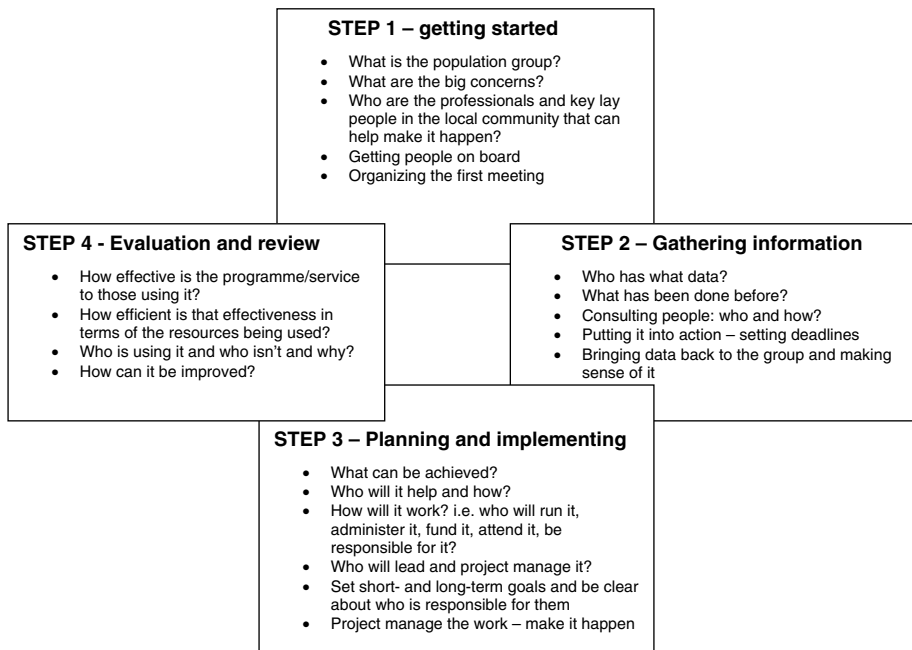 STEP 1 – getting started
• What is the population group?
• What are the big concerns?
• Who are the professionals and key lay
people in the local community that can
help make it happen?
• Getting people on board
• Organizing the first meeting
STEP 2 – Gathering information
• Who has what data?
• What has been done before?
• Consulting people: who and how?
• Putting it into action – setting deadlines
• Bringing data back to the group and making
sense of it
STEP 3 – Planning and implementing
• What can be achieved?
• Who will it help and how?
• How will it work? i.e. who will run it,
administer it, fund it, attend it, be
responsible for it?
• Who will lead and project manage it?
• Set short- and long-term goals and be clear
about who is responsible for them
• Project manage the work – make it happen
STEP 4 - Evaluation and review
• How effective is the programme/service
to those using it?
• How efficient is that effectiveness in
terms of the resources being used?
• Who is using it and who isn't and why?
• How can it be improved?